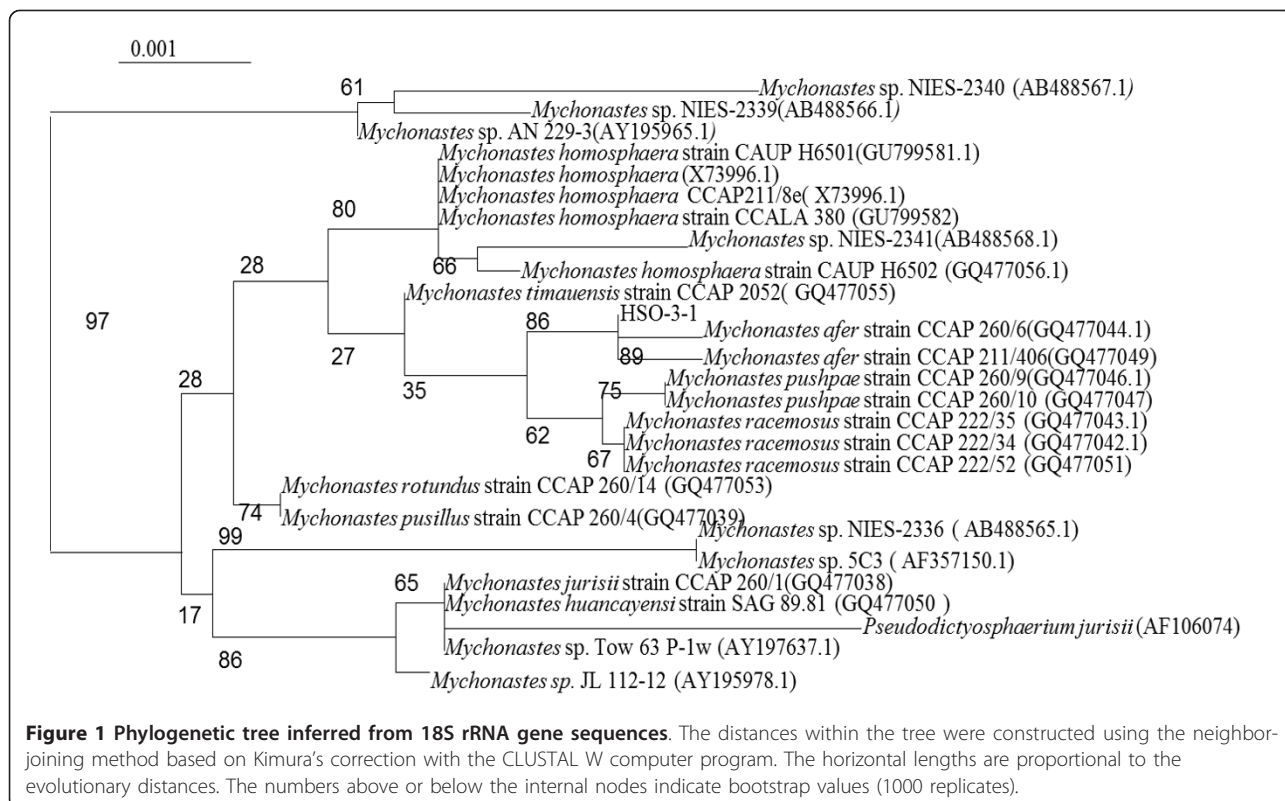 0.001
61
Mychonastes sp. NIES-2340 (AB488567.1)
Mychonastes sp. NIES-2339(AB488566.1)
Mychonastes sp. AN 229-3(AY195965.1)
Mychonastes homosphaera strain CAUP H6501(GU799581.1)
Mychonastes homosphaera (X73996.1)
Mychonastes homosphaera CCAP211/8e( X73996.1)
80
Mychonastes homosphaera strain CCALA 380 (GU799582)
Mychonastes sp. NIES-2341(AB488568.1)
66
Mychonastes homosphaera strain CAUP H6502 (GQ477056.1)
28
Mychonastes timauensis strain CCAP 2052( GQ477055)
HSO-3-1
97
86
Mychonastes afer strain CCAP 260/6(GQ477044.1)
27
89
Mychonastes afer strain CCAP 211/406(GQ477049)
28
35
75
Mychonastes pushpae strain CCAP 260/9(GQ477046.1)
Mychonastes pushpae strain CCAP 260/10 (GQ477047)
Mychonastes racemosus strain CCAP 222/35 (GQ477043.1)
62
Mychonastes racemosus strain CCAP 222/34 (GQ477042.1)
67
Mychonastes racemosus strain CCAP 222/52 (GQ477051)
Mychonastes rotundus strain CCAP 260/14 (GQ477053)
74
Mychonastes pusillus strain CCAP 260/4(GQ477039)
99
Mychonastes sp. NIES-2336 ( AB488565.1)
Mychonastes sp. 5C3 ( AF357150.1)
65
Mychonastes jurisii strain CCAP 260/1(GQ477038)
17
Mychonastes huancayensi strain SAG 89.81 (GQ477050 )
Pseudodictyosphaerium jurisii (AF106074)
86
Mychonastes sp. Tow 63 P-1w (AY197637.1)
Mychonastes sp. JL 112-12 (AY195978.1)
Figure 1 Phylogenetic tree inferred from 18S rRNA gene sequences. The distances within the tree were constructed using the neighbor-
joining method based on Kimura's correction with the CLUSTAL W computer program. The horizontal lengths are proportional to the
evolutionary distances. The numbers above or below the internal nodes indicate bootstrap values (1000 replicates).